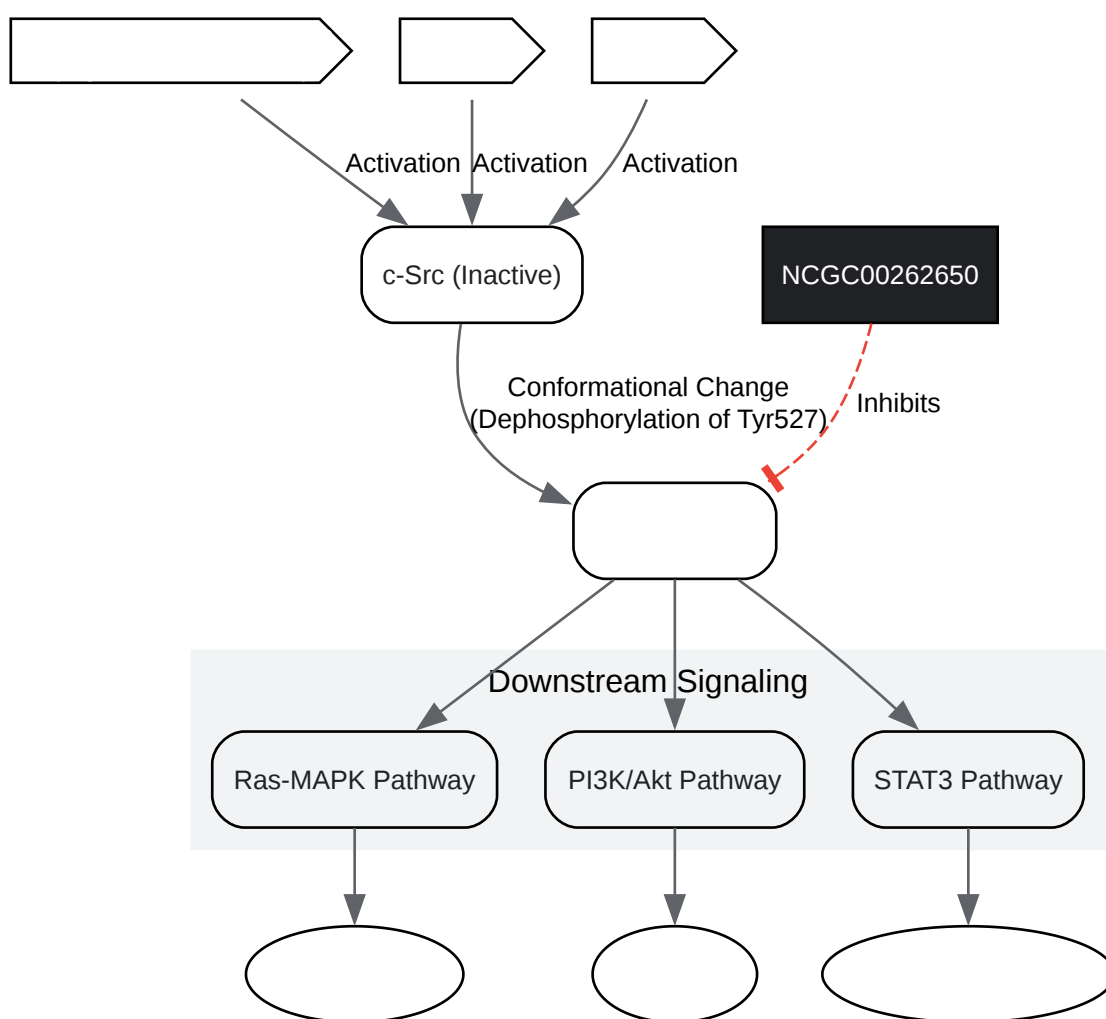 Activation
Activation
Activation
c-Src (Inactive)
NCGC00262650
Conformational Change
(Dephosphorylation of Tyr527)
Inhibits
Downstream Signaling
Ras-MAPK Pathway
PI3K/Akt Pathway
STAT3 Pathway